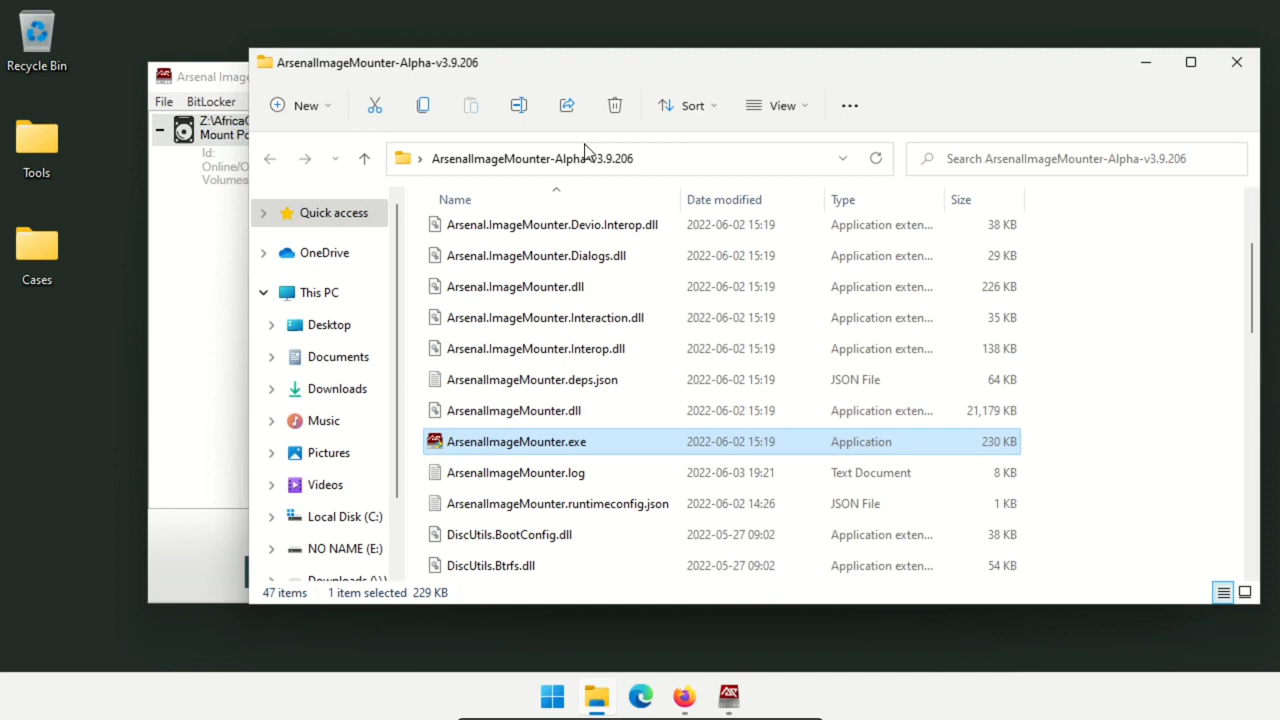 Recycle Bin
Tools
Cases
Arsenal Imag
File BitLocker
Z:\Africa
Mount Po
Id:
Online/O
Volumes
ArsenalImageMounter-Alpha-v3.9.206
New
Sort
View
ArsenalImageMounter-Alpha-v3.9.206
Search ArsenalImageMounter-Alpha-v3.9.206
Quick access
OneDrive
This PC
Desktop
Documents
Downloads
Music
Pictures
Videos
Local Disk (C:)
NO NAME (E:)
Downloads (\\
Name Date modified Type Size
Arsenal.ImageMounter.Devio.Interop.dll 2022-06-02 15:19 Application exten... 38 KB
Arsenal.ImageMounter.Dialogs.dll 2022-06-02 15:19 Application exten... 29 KB
Arsenal.ImageMounter.dll 2022-06-02 15:19 Application exten... 226 KB
Arsenal.ImageMounter.Interaction.dll 2022-06-02 15:19 Application exten... 35 KB
Arsenal.ImageMounter.Interop.dll 2022-06-02 15:19 Application exten... 138 KB
ArsenalImageMounter.deps.json 2022-06-02 15:19 JSON File 64 KB
ArsenalImageMounter.dll 2022-06-02 15:19 Application exten... 21,179 KB
ArsenalImageMounter.exe 2022-06-02 15:19 Application 230 KB
ArsenalImageMounter.log 2022-06-03 19:21 Text Document 8 KB
ArsenalImageMounter.runtimeconfig.json 2022-06-02 14:26 JSON File 1 KB
DiscUtils.BootConfig.dll 2022-05-27 09:02 Application exten... 38 KB
DiscUtils.Btrfs.dll 2022-05-27 09:02 Application exten... 54 KB
47 items 1 item selected 229 KB